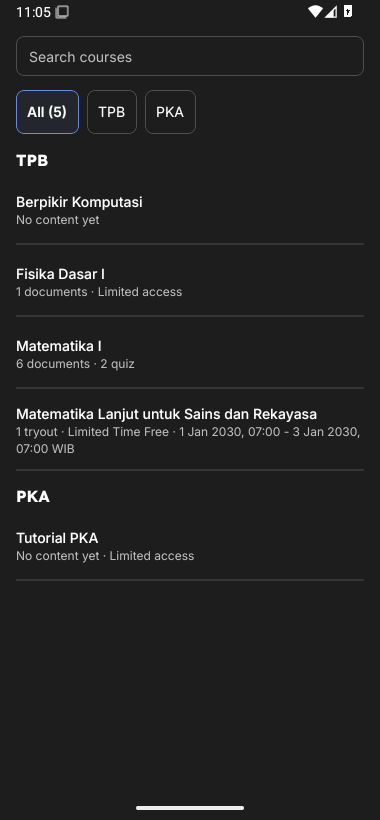 11:05
Search courses
All (5)
TPB
PKA
TPB
Berpikir Komputasi
No content yet
Fisika Dasar I
1 documents · Limited access
Matematika I
6 documents · 2 quiz
Matematika Lanjut untuk Sains dan Rekayasa
1 tryout · Limited Time Free · 1 Jan 2030, 07:00 - 3 Jan 2030,
07:00 WIB
PKA
Tutorial PKA
No content yet · Limited access